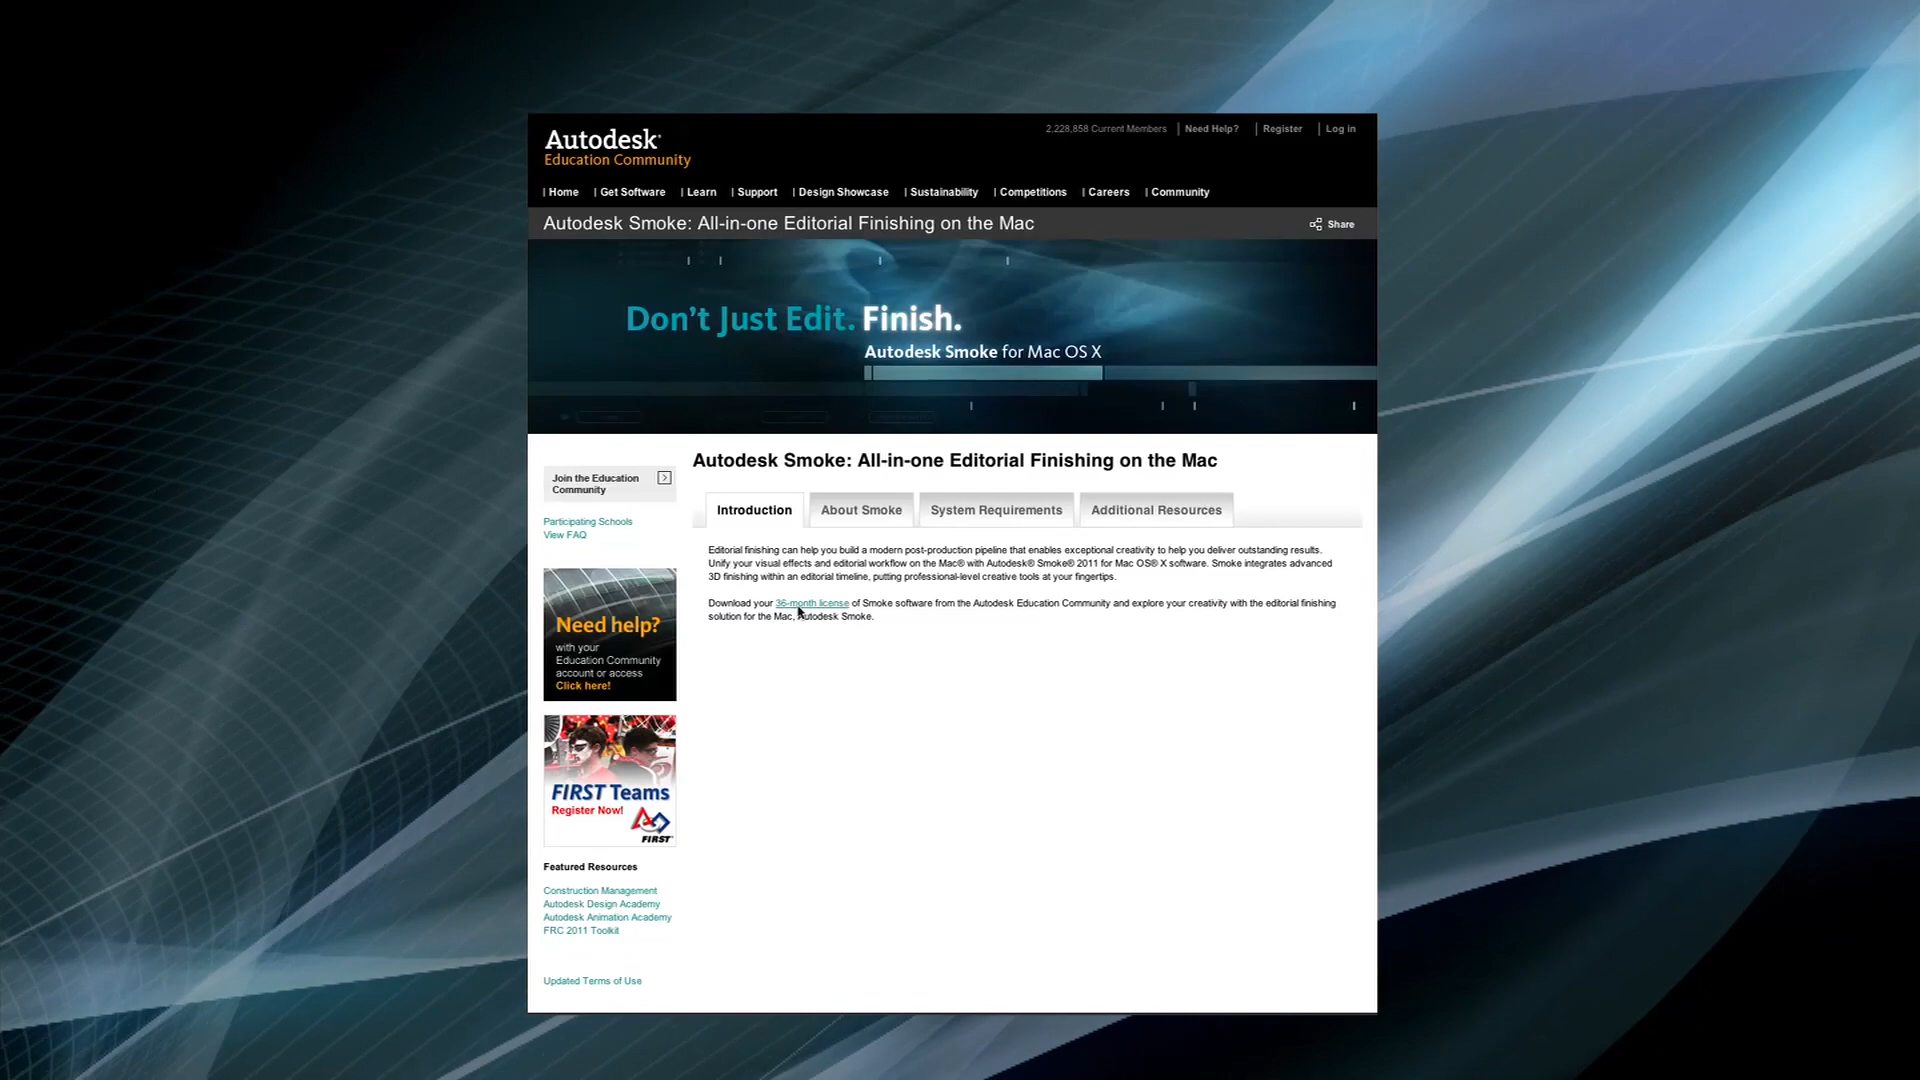 Autodesk
Education Community
2,228,858 Current Members | Need Help? | Register | Log in
| Home | Get Software | Learn | Support | Design Showcase | Sustainability | Competitions | Careers | Community
Autodesk Smoke: All-in-one Editorial Finishing on the Mac
Share
Don't Just Edit. Finish.
Autodesk Smoke for Mac OS X
Autodesk Smoke: All-in-one Editorial Finishing on the Mac
Join the Education
Community
Participating Schools
View FAQ
Introduction
About Smoke
System Requirements
Additional Resources
Editorial finishing can help you build a modern post-production pipeline that enables exceptional creativity to help you deliver outstanding results.
Unify your visual effects and editorial workflow on the Mac® with Autodesk® Smoke® 2011 for Mac OS® X software. Smoke integrates advanced
3D finishing within an editorial timeline, putting professional-level creative tools at your fingertips.
Download your 36-month license of Smoke software from the Autodesk Education Community and explore your creativity with the editorial finishing
solution for the Mac, Autodesk Smoke.
Need help?
with your
Education Community
account or access
Click here!
FIRST Teams
Register Now!
FIRST
Featured Resources
Construction Management
Autodesk Design Academy
Autodesk Animation Academy
FRC 2011 Toolkit
Updated Terms of Use